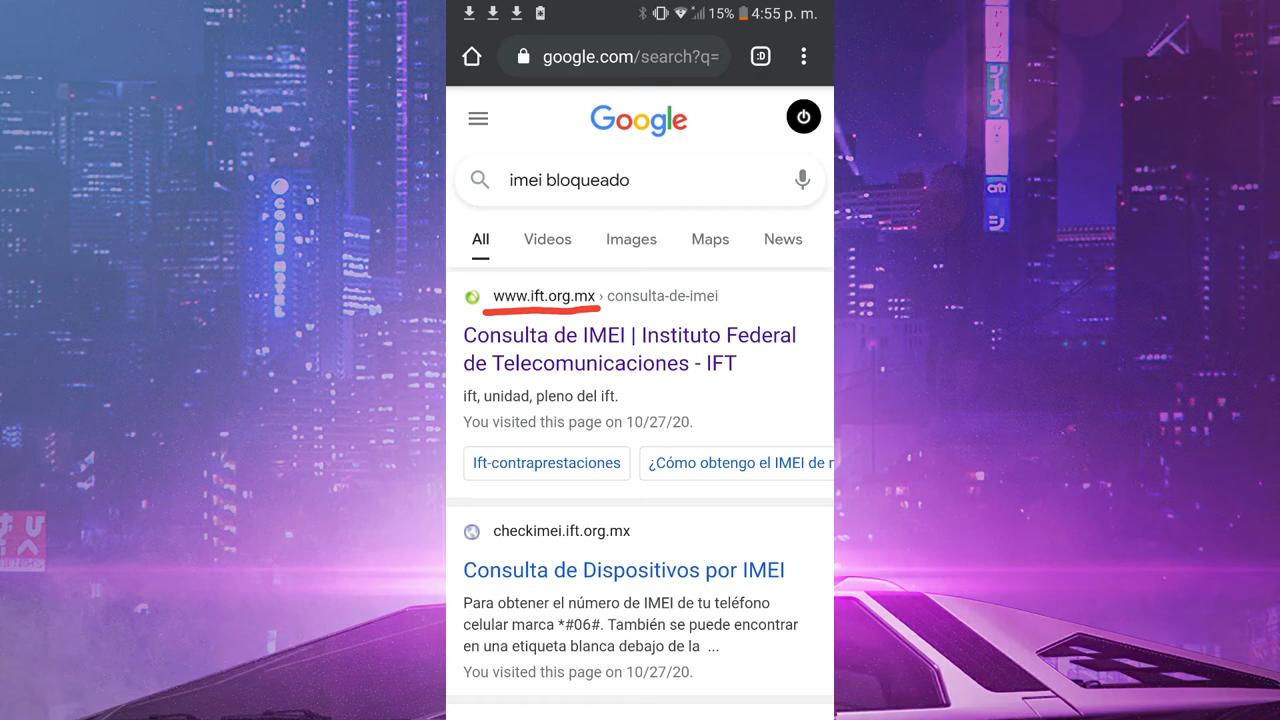 15% 4:55 p. m.
google.com/search?q= :D
Google
imei bloqueado
All Videos Images Maps News
www.ift.org.mx › consulta-de-imei
Consulta de IMEI | Instituto Federal
de Telecomunicaciones - IFT
ift, unidad, pleno del ift.
You visited this page on 10/27/20.
Ift-contraprestaciones ¿Cómo obtengo el IMEI de
checkimei.ift.org.mx
Consulta de Dispositivos por IMEI
Para obtener el número de IMEI de tu teléfono
celular marca *#06#. También se puede encontrar
en una etiqueta blanca debajo de la ...
You visited this page on 10/27/20.
citi